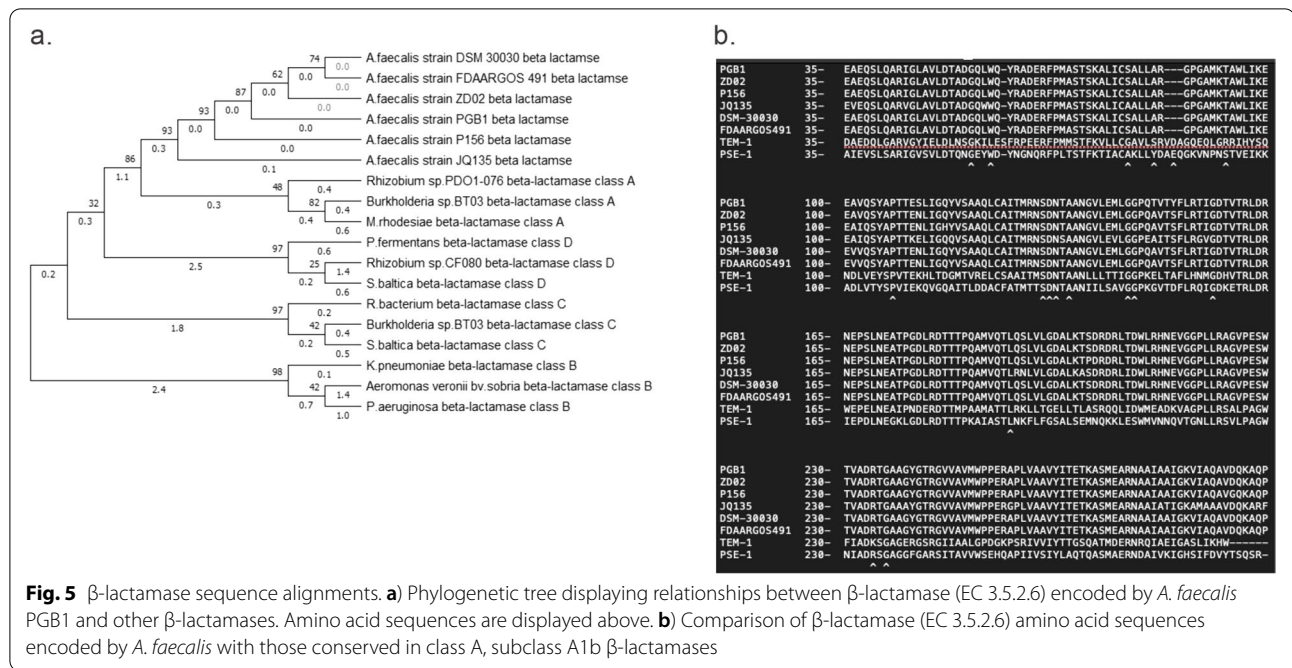 a.
74
A.faecalis strain DSM 30030 beta lactamse
0.0
62
0.0
A.faecalis strain FDAARGOS 491 beta lactamse
0.0
87
0.0
A.faecalis strain ZD02 beta lactamase
0.0
93
0.0
A.faecalis strain PGB1 beta lactamse
0.0
93
0.0
A.faecalis strain P156 beta lactamse
0.0
86
0.3
A.faecalis strain JQ135 beta lactamse
0.1
32
1.1
48
Rhizobium sp.PDO1-076 beta-lactamase class A
0.4
0.3
82
Burkholderia sp.BT03 beta-lactamase class A
0.4
0.4
M.rhodesiae beta-lactamase class A
0.6
0.3
97
P.fermentans beta-lactamase class D
0.6
2.5
25
Rhizobium sp.CF080 beta-lactamase class D
1.4
0.2
S.baltica beta-lactamase class D
0.6
0.2
97
R.bacterium beta-lactamase class C
0.2
1.8
42
Burkholderia sp.BT03 beta-lactamase class C
0.4
0.2
S.baltica beta-lactamase class C
0.5
98
K.pneumoniae beta-lactamase class B
0.1
2.4
42
Aeromonas veronii bv.sobria beta-lactamase class B
1.4
0.7
P.aeruginosa beta-lactamase class B
1.0
b.
PGB1 35- EAEQSLQARIGLAVLDTADGQLWQ-YRADERFPMASTSKALICSALLAR---GPGAMKTAWLIKE
ZD02 35- EAEQSLQARIGLAVLDTADGQLWQ-YRADERFPMASTSKALICSALLAR---GPGAMKTAWLIKE
P156 35- EAEQSLQARIGLAVLDTADGQLWQ-YRADERFPMASTSKALICSALLAR---GPGAMKTAWLIKE
JQ135 35- EVEQSLQARVGLAVLDTADGQWWQ-YRADERFPMASTSKALICAALLAR---GPGAMKTAWLIKE
DSM-30030 35- EAEQSLQARIGLAVLDTADGQLWQ-YRADERFPMASTSKALICSALLAR---GPGAMKTAWLIKE
FDAARGOS491 35- EAEQSLQARIGLAVLDTADGQLWQ-YRADERFPMASTSKALICSALLAR---GPGAMKTAWLIKE
TEM-1 35- DAEDQLGARVGYIELDLNSGKILESFRPEERFPMMSTFKVLLCGAVLSRVDAGQEQLGRRIHYSQ
PSE-1 35- AIEVSLSARIGVSVLDTQNGEYWD-YNGNQRFPLTSTFKTIACAKLLYDAEQGKVNPNSTVEIKK
^ ^ ^ ^ ^
PGB1 100- EAVQSYAPTTESLIGQYVSAAQLCAITMRNSDNTAANGVLEMLGGPQTVTYFLRTIGDTVTRLDR
ZD02 100- EAVQSYAPTTENLIGQYVSAAQLCAITMRNSDNTAANGVLEMLGGPQAVTSFLRTIGDTVTRLDR
P156 100- EAIQSYAPTTENLIGHYVSAAQLCAITMRNSDNTAANGVLEMLGGPQAVTSFLRTIGDTVTRLDR
JQ135 100- EAIQSYAPTTKELIGQYVSAAQLCAITMRNSDNTAANGVLEVLGGPEAITSFLRGVGDTVTRLDR
DSM-30030 100- EVVQSYAPTTENLIGQYVSAAQLCAITMRNSDNTAANGVLEMLGGPQAVTSFLRTIGDTVTRLDR
FDAARGOS491 100- EVVQSYAPTTENLIGQYVSAAQLCAITMRNSDNTAANGVLEMLGGPQAVTSFLRTIGDTVTRLDR
TEM-1 100- NDLVEYSPVTEKHLTDGMTVRELCSAAITMSDNTAANLLLTTIGGPKELTAFLHNMGDHVTRLDR
PSE-1 100- ADLVTYSPVIEKQVGQAITLDDACFATMTTSDNTAANIILSAVGGPKGVTDFLRQIGDKETRLDR
^ ^^^ ^ ^^ ^
PGB1 165- NEPSLNEATPGDLRDTTTPQAMVQTLQSLVLGDALKTSDRDRLTDWLRHNEVGGPLLRAGVPESW
ZD02 165- NEPSLNEATPGDLRDTTTPQAMVQTLQSLVLGDALKTSDRDRLTDWLRHNEVGGPLLRAGVPESW
P156 165- NEPSLNEATPGDLRDTTTPQAMVQTLQSLVLGDALKTSDRDRLTDWLRHNEVGGPLLRAGVPESW
JQ135 165- NEPSLNEATPGDLRDTTTPQAMVQTLRNLVLGDALKASDRDRLIDWLRHNEVGGPLLRAGVPESW
DSM-30030 165- NEPSLNEATPGDLRDTTTPQAMVQTLQSLVLGDALKTSDRDRLTDWLRHNEVGGPLLRAGVPESW
FDAARGOS491 165- NEPSLNEATPGDLRDTTTPQAMVQTLQSLVLGDALKTSDRDRLTDWLRHNEVGGPLLRAGVPESW
TEM-1 165- WEPELNEAIPNDERDTTMPAAMATTLRKLLTGELLTLASRQQLIDWMEADKVAGPLLRSALPAGW
PSE-1 165- IEPDLNEGKLGDLRDTTTPKAIASTLNKFLFGSALSEMNQKKLESWMVNNQVTGNLLRSVLPAGW
^
PGB1 230- TVADRTGAAGYGTRGVVAVMWPPERAPLVAAVYITETKASMEARNAAIAAIGKVIAQAVDQKAQP
ZD02 230- TVADRTGAAGYGTRGVVAVMWPPERAPLVAAVYITETKASMEARNAAIAAIGKVIAQAVDQKAQP
P156 230- TVADRTGAAGYGTRGVVAVMWPPERAPLVAAVYITETKASMEARNAAIAAIGKVIAQAVGQKAQP
JQ135 230- TVADRTGAAAYGTRGVVAVMWPPERGPLVAAVYITETKASMEARNAAIATIGKAMAAAVDQKARF
DSM-30030 230- TVADRTGAAGYGTRGVVAVMWPPERAPLVAAVYITETKASMEARNAAIAAIGKVIAQAVDQKAQP
FDAARGOS491 230- TVADRTGAAGYGTRGVVAVMWPPERAPLVAAVYITETKASMEARNAAIAAIGKVIAQAVDQKAQP
TEM-1 230- FIADKSGAGERGSRGIIAALGPDGKPSRIVVIYTTGSQATMDERNRQIAEIGASLIKHW------
PSE-1 230- NIADRSGAGGFGARSITAVVWSEHQAPIIVSIYLAQTQASMAERNDAIVKIGHSIFDVYTSQSR-
^ ^
Fig. 5 β-lactamase sequence alignments. a) Phylogenetic tree displaying relationships between β-lactamase (EC 3.5.2.6) encoded by A. faecalis
PGB1 and other β-lactamases. Amino acid sequences are displayed above. b) Comparison of β-lactamase (EC 3.5.2.6) amino acid sequences
encoded by A. faecalis with those conserved in class A, subclass A1b β-lactamases